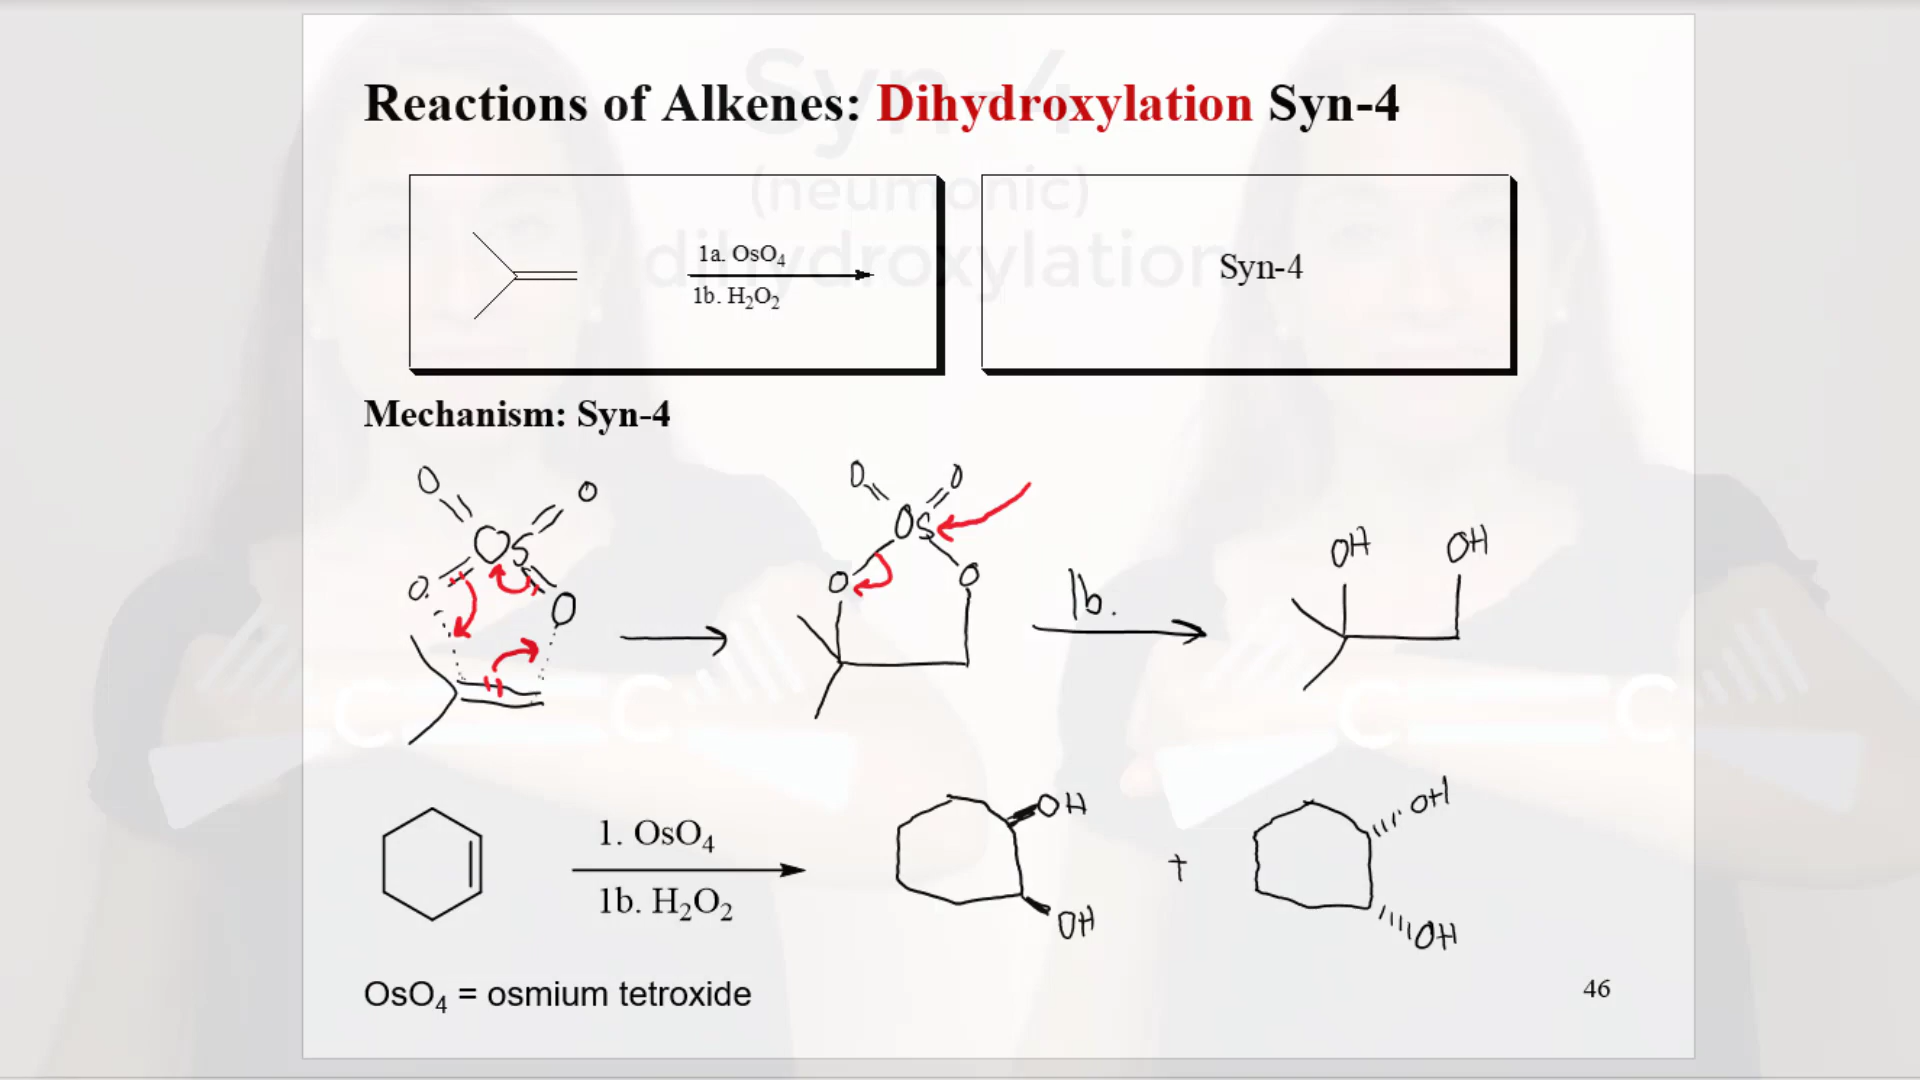 Syn-4
(neumonic)
dihydroxylation
Reactions of Alkenes: Dihydroxylation Syn-4
1a. OsO₄
1b. H₂O₂
Syn-4
Mechanism: Syn-4
O O
Os
O O
O O
Os
O O
1b.
OH OH
C C C C
1. OsO₄
1b. H₂O₂
OH
OH
+
OH
OH
OsO₄ = osmium tetroxide
46